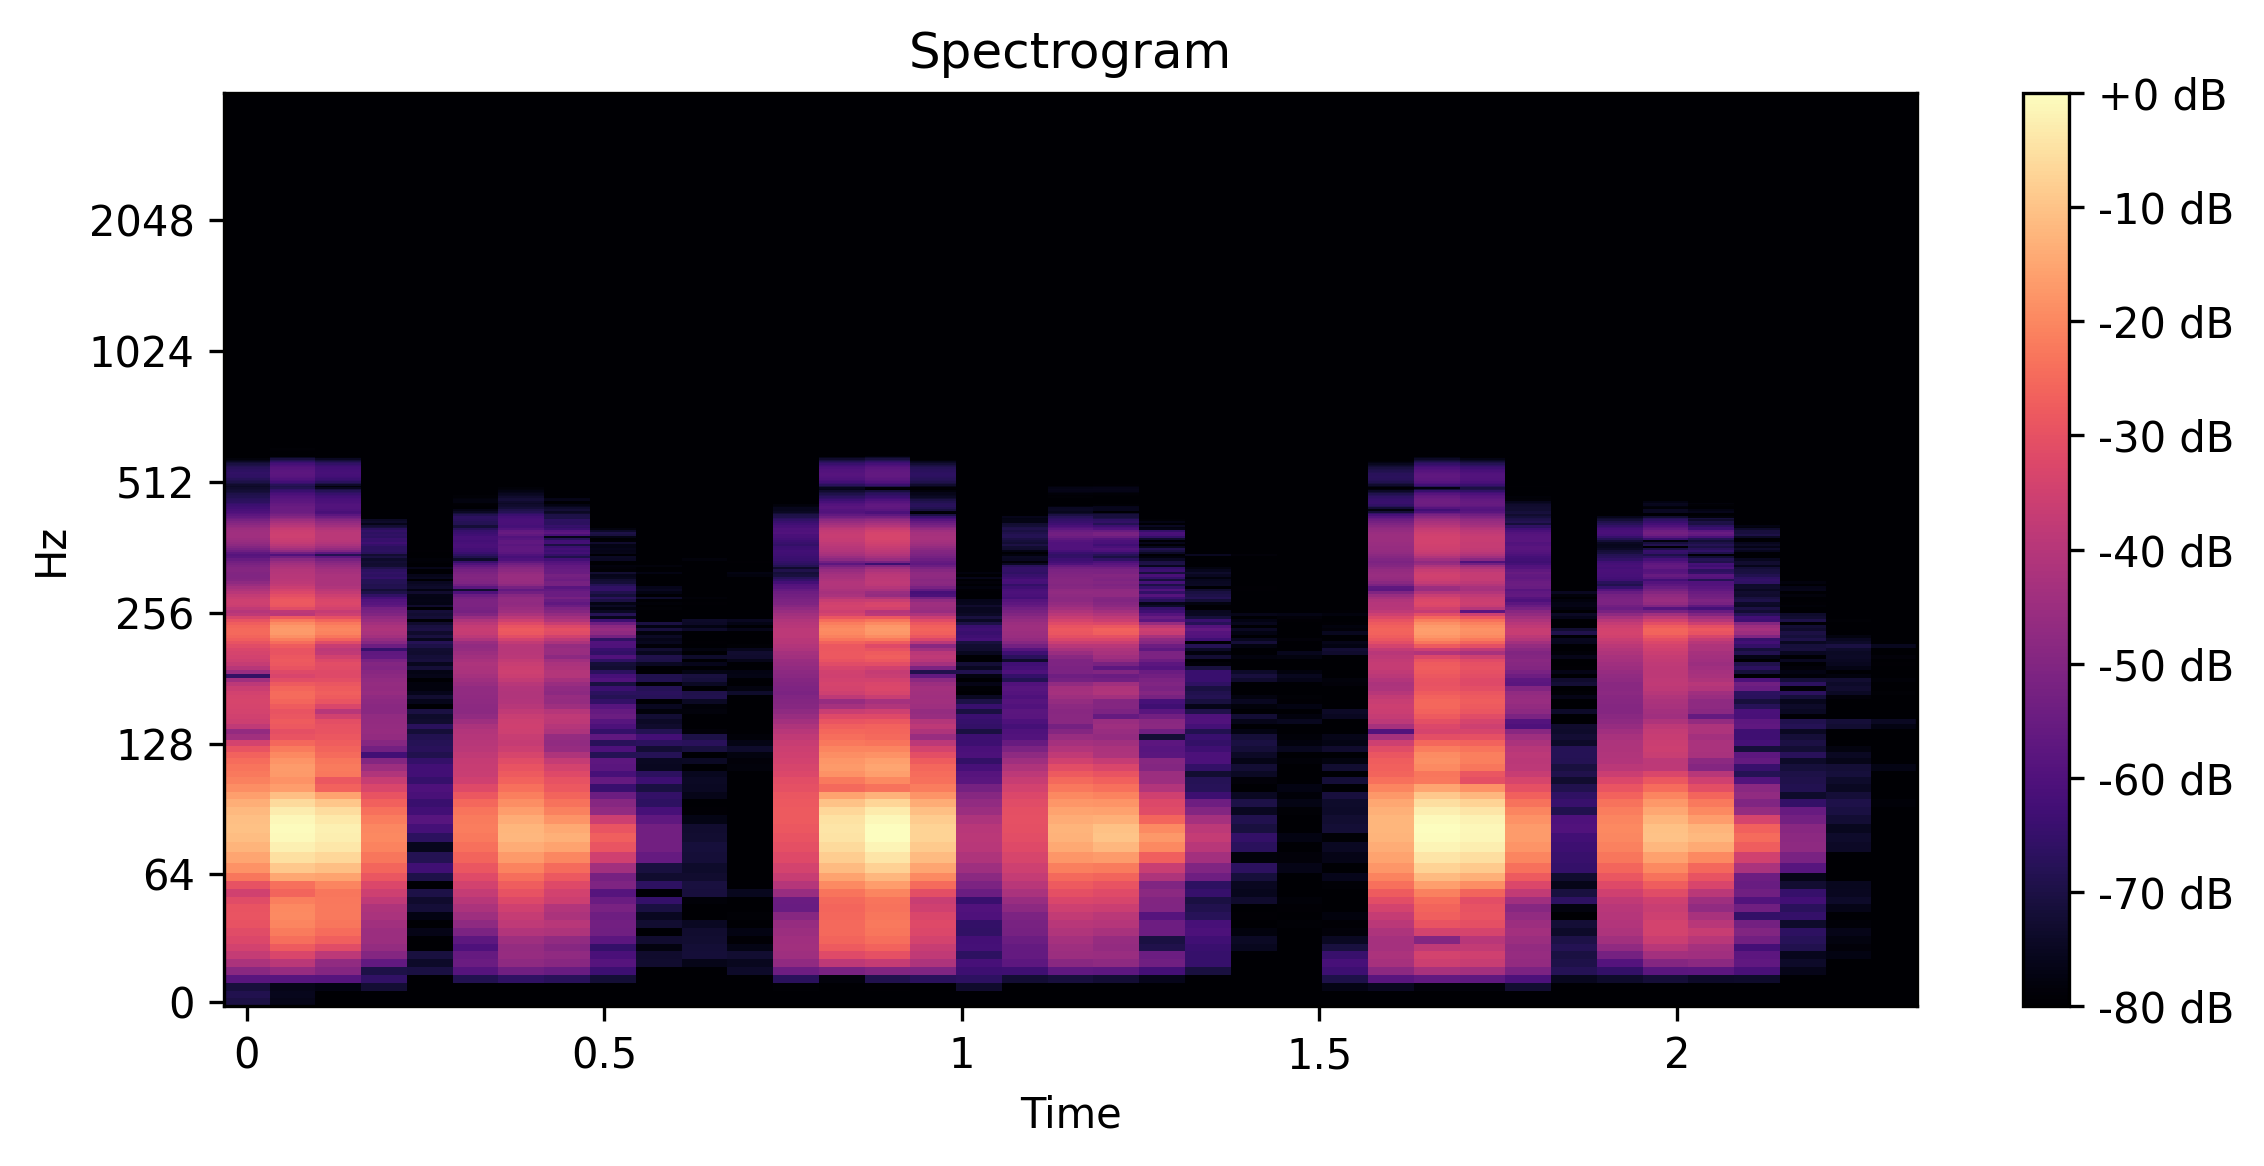 Spectrogram
Hz
2048
1024
512
256
128
64
0
0 0.5 1 1.5 2
Time
+0 dB
-10 dB
-20 dB
-30 dB
-40 dB
-50 dB
-60 dB
-70 dB
-80 dB